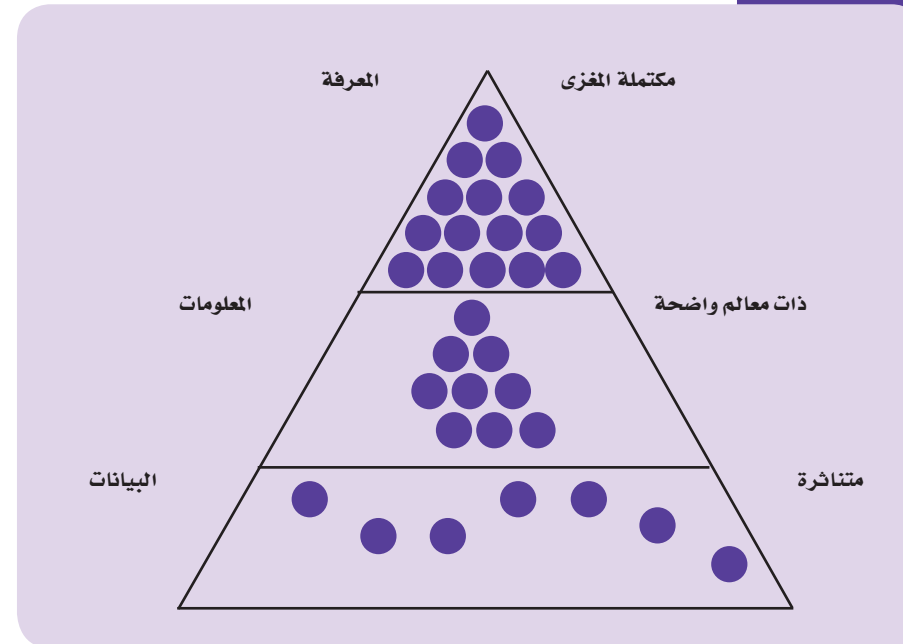 مكتملة المغزى
المعرفة
ذات معالم واضحة
المعلومات
متناثرة
البيانات